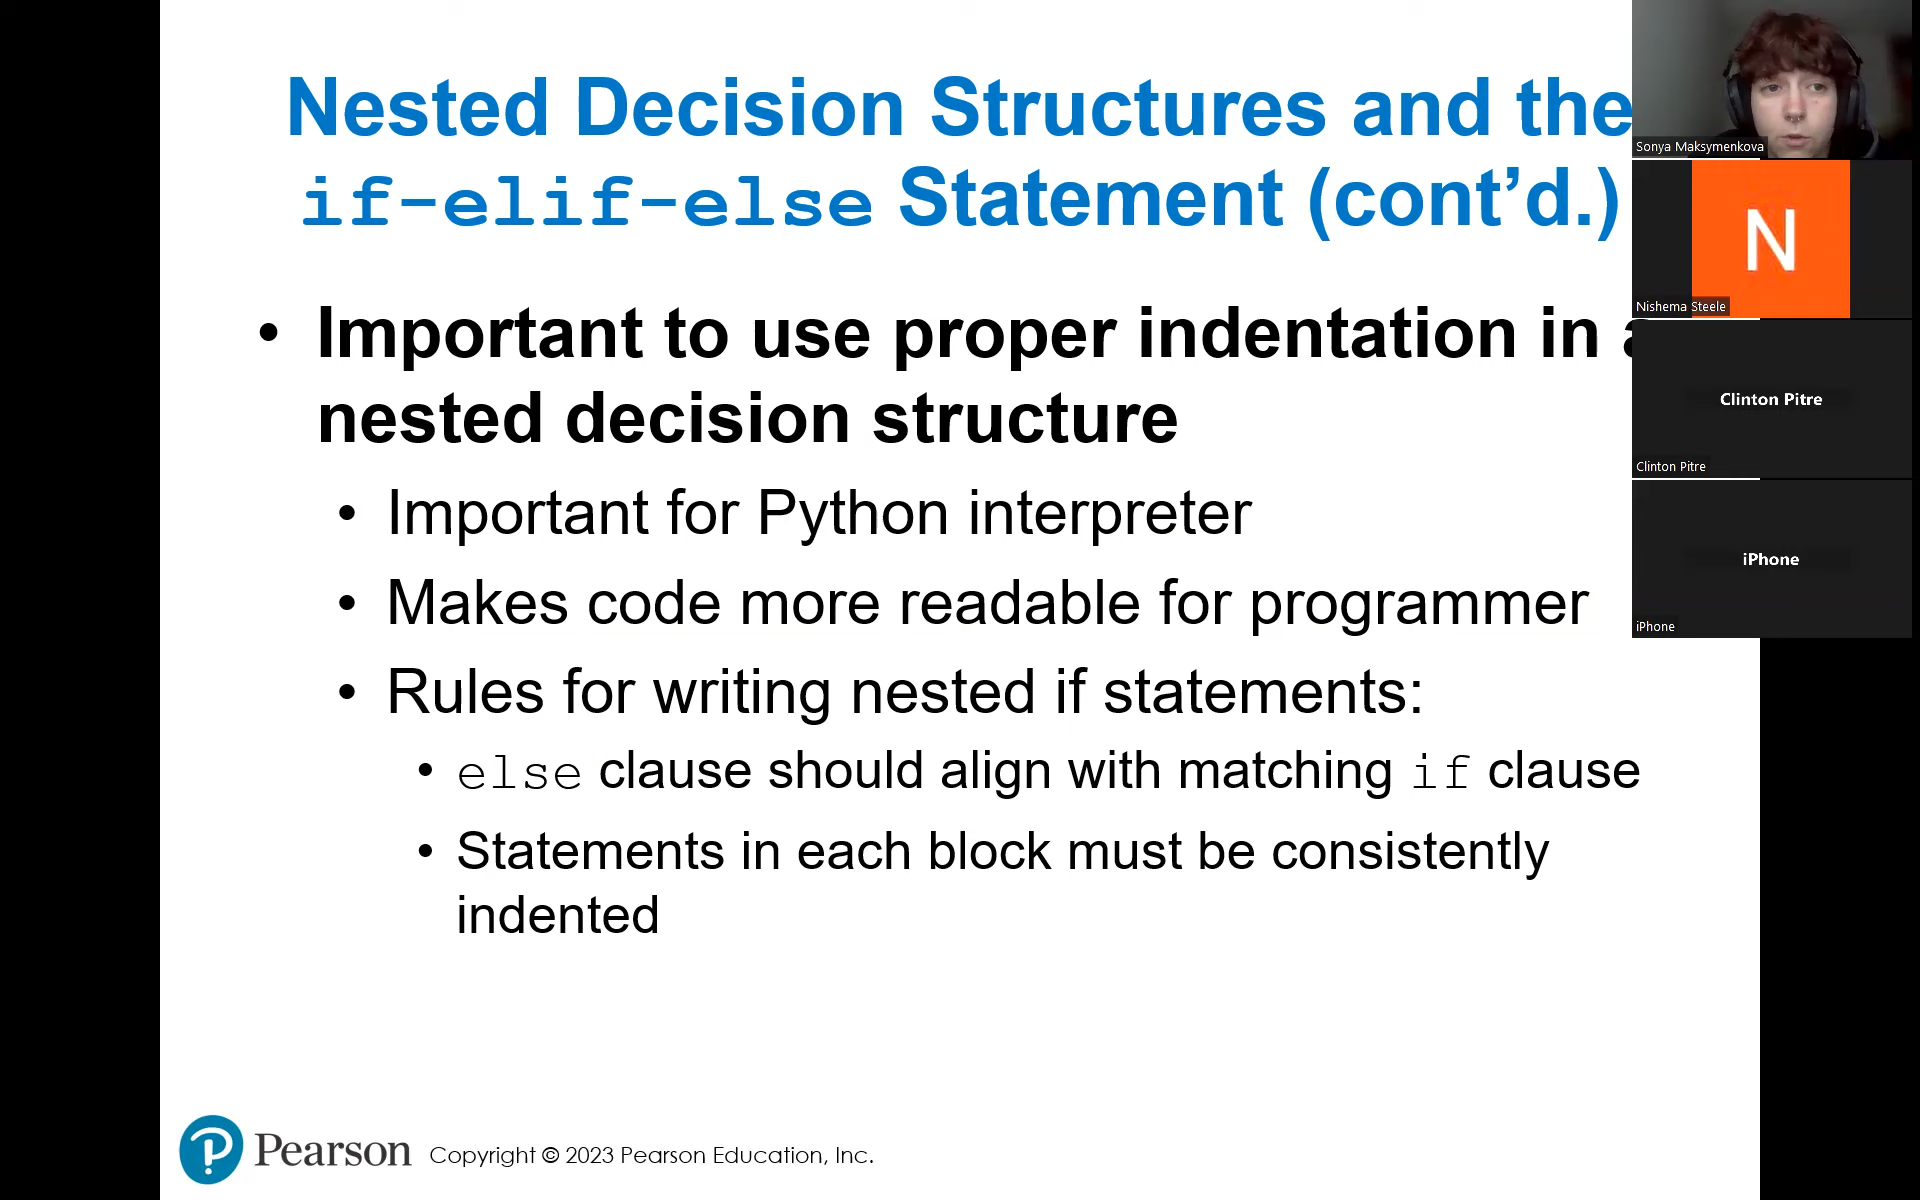 Nested Decision Structures and the
if-elif-else Statement (cont’d.)
• Important to use proper indentation in a
nested decision structure
• Important for Python interpreter
• Makes code more readable for programmer
• Rules for writing nested if statements:
• else clause should align with matching if clause
• Statements in each block must be consistently
indented
Pearson
Copyright © 2023 Pearson Education, Inc.
Sonya Maksymenkova
N
Nishema Steele
Clinton Pitre
Clinton Pitre
iPhone
iPhone